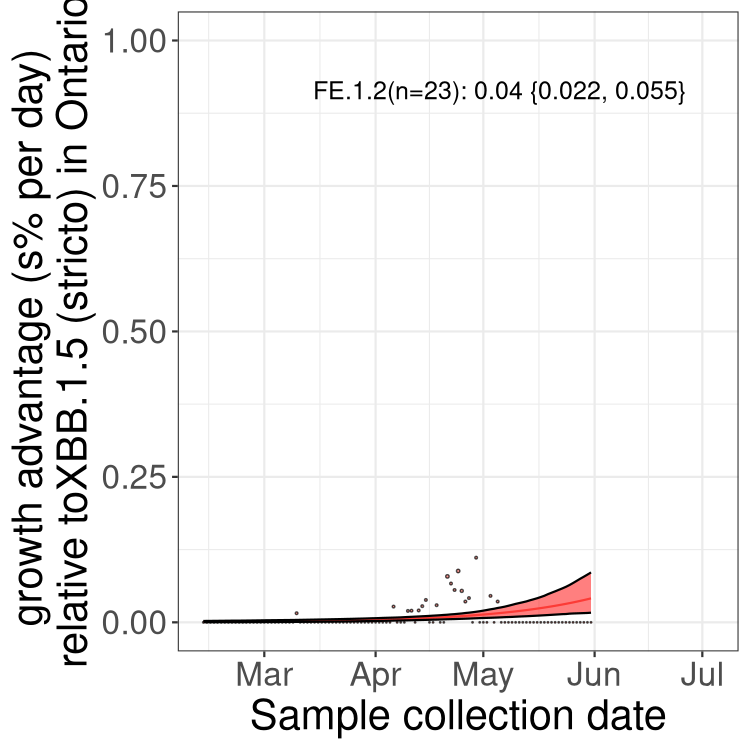 growth advantage (s% per day)
relative toXBB.1.5 (stricto) in Ontario
1.00
0.75
0.50
0.25
0.00
FE.1.2(n=23): 0.04 {0.022, 0.055}
Mar Apr May Jun Jul
Sample collection date